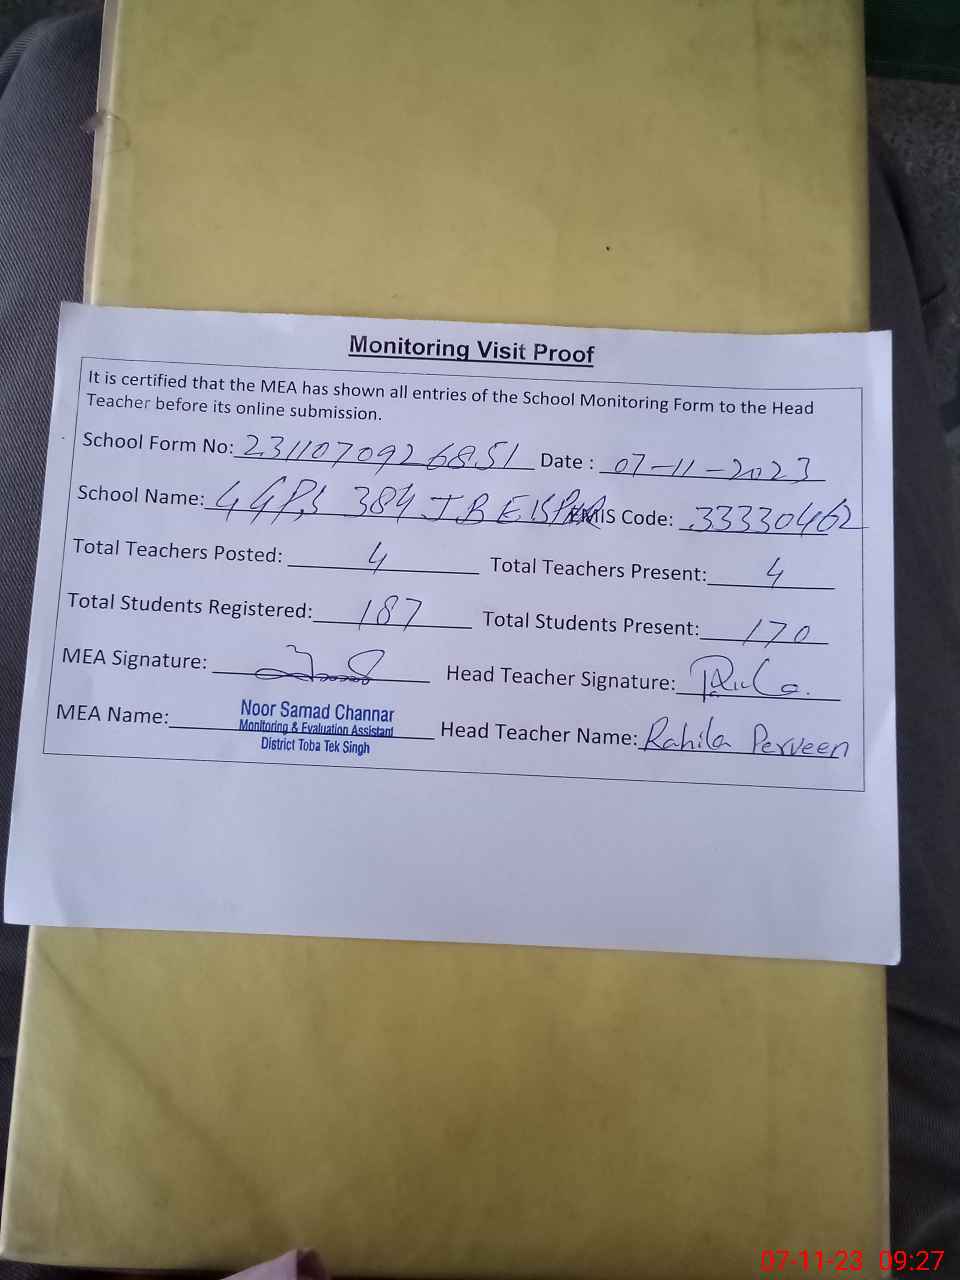 Monitoring Visit Proof
It is certified that the MEA has shown all entries of the School Monitoring Form to the Head
Teacher before its online submission.
School Form No: 2311070926851 Date : 07-11-2023
School Name: GGPS 384 JB EMIS Code: 33330462
Total Teachers Posted: 4 Total Teachers Present: 4
Total Students Registered: 187 Total Students Present: 170
MEA Signature: Head Teacher Signature:
MEA Name: Noor Samad Channar
Monitoring & Evaluation Assistant
District Toba Tek Singh
Head Teacher Name: Rahila Perveen
07-11-23 09:27